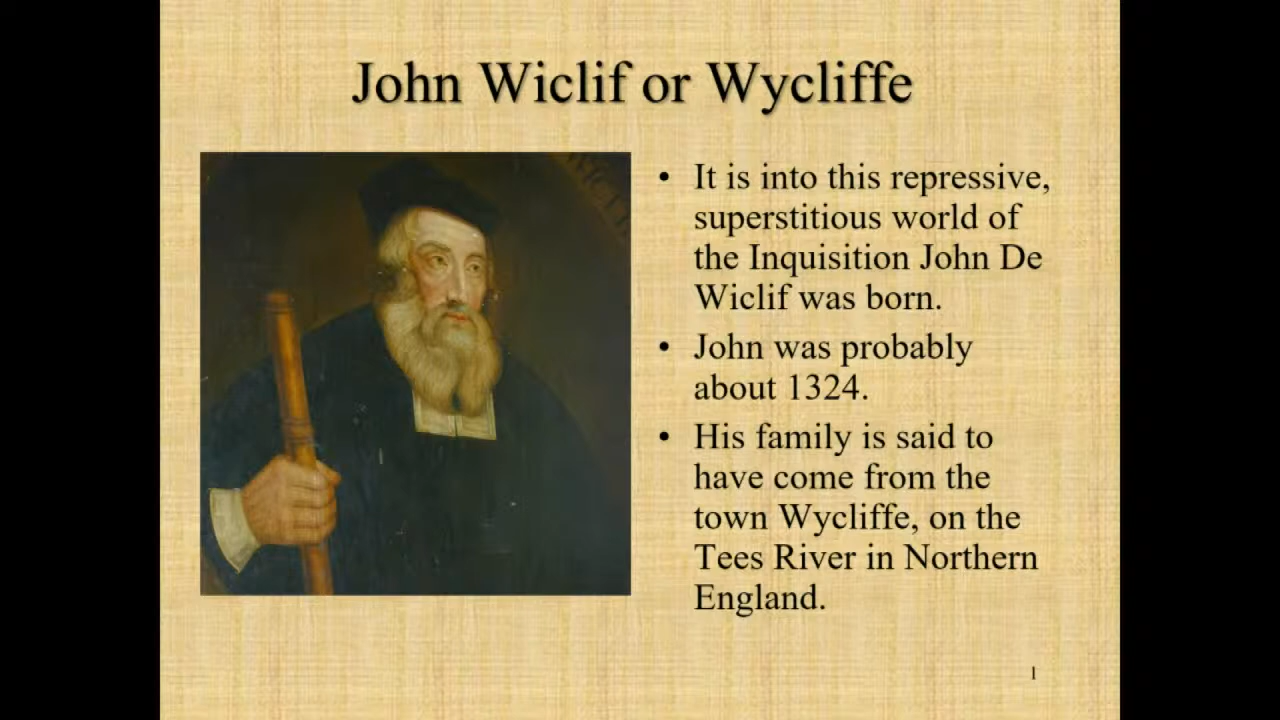 John Wiclif or Wycliffe
• It is into this repressive,
superstitious world of
the Inquisition John De
Wiclif was born.
• John was probably
about 1324.
• His family is said to
have come from the
town Wycliffe, on the
Tees River in Northern
England.
1